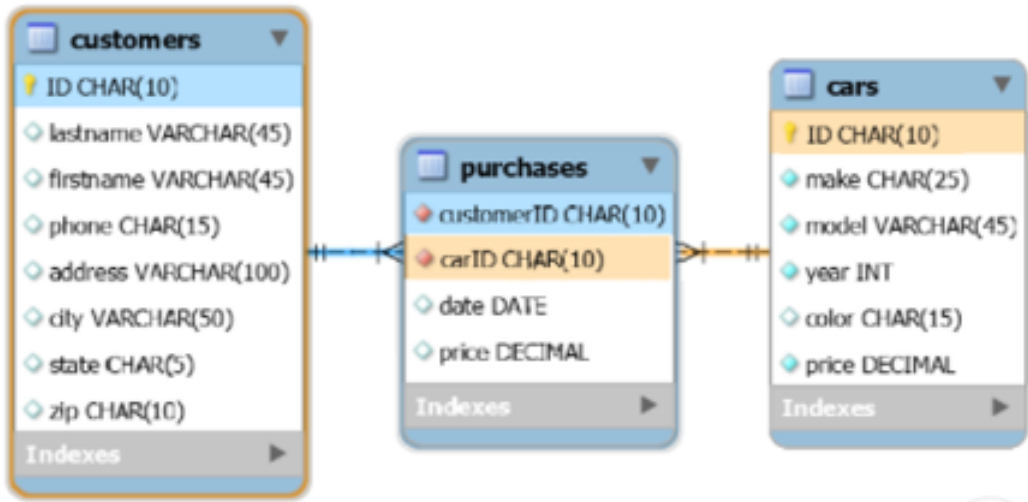 customers
ID CHAR(10)
lastname VARCHAR(45)
firstname VARCHAR(45)
phone CHAR(15)
address VARCHAR(100)
city VARCHAR(50)
state CHAR(5)
zip CHAR(10)
Indexes
purchases
customerID CHAR(10)
carID CHAR(10)
date DATE
price DECIMAL
Indexes
cars
ID CHAR(10)
make CHAR(25)
model VARCHAR(45)
year INT
color CHAR(15)
price DECIMAL
Indexes